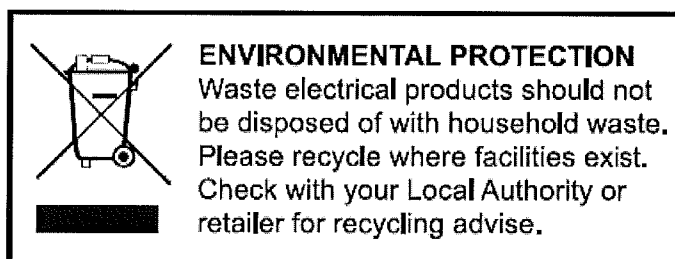 ENVIRONMENTAL PROTECTION
Waste electrical products should not
be disposed of with household waste.
Please recycle where facilities exist.
Check with your Local Authority or
retailer for recycling advise.